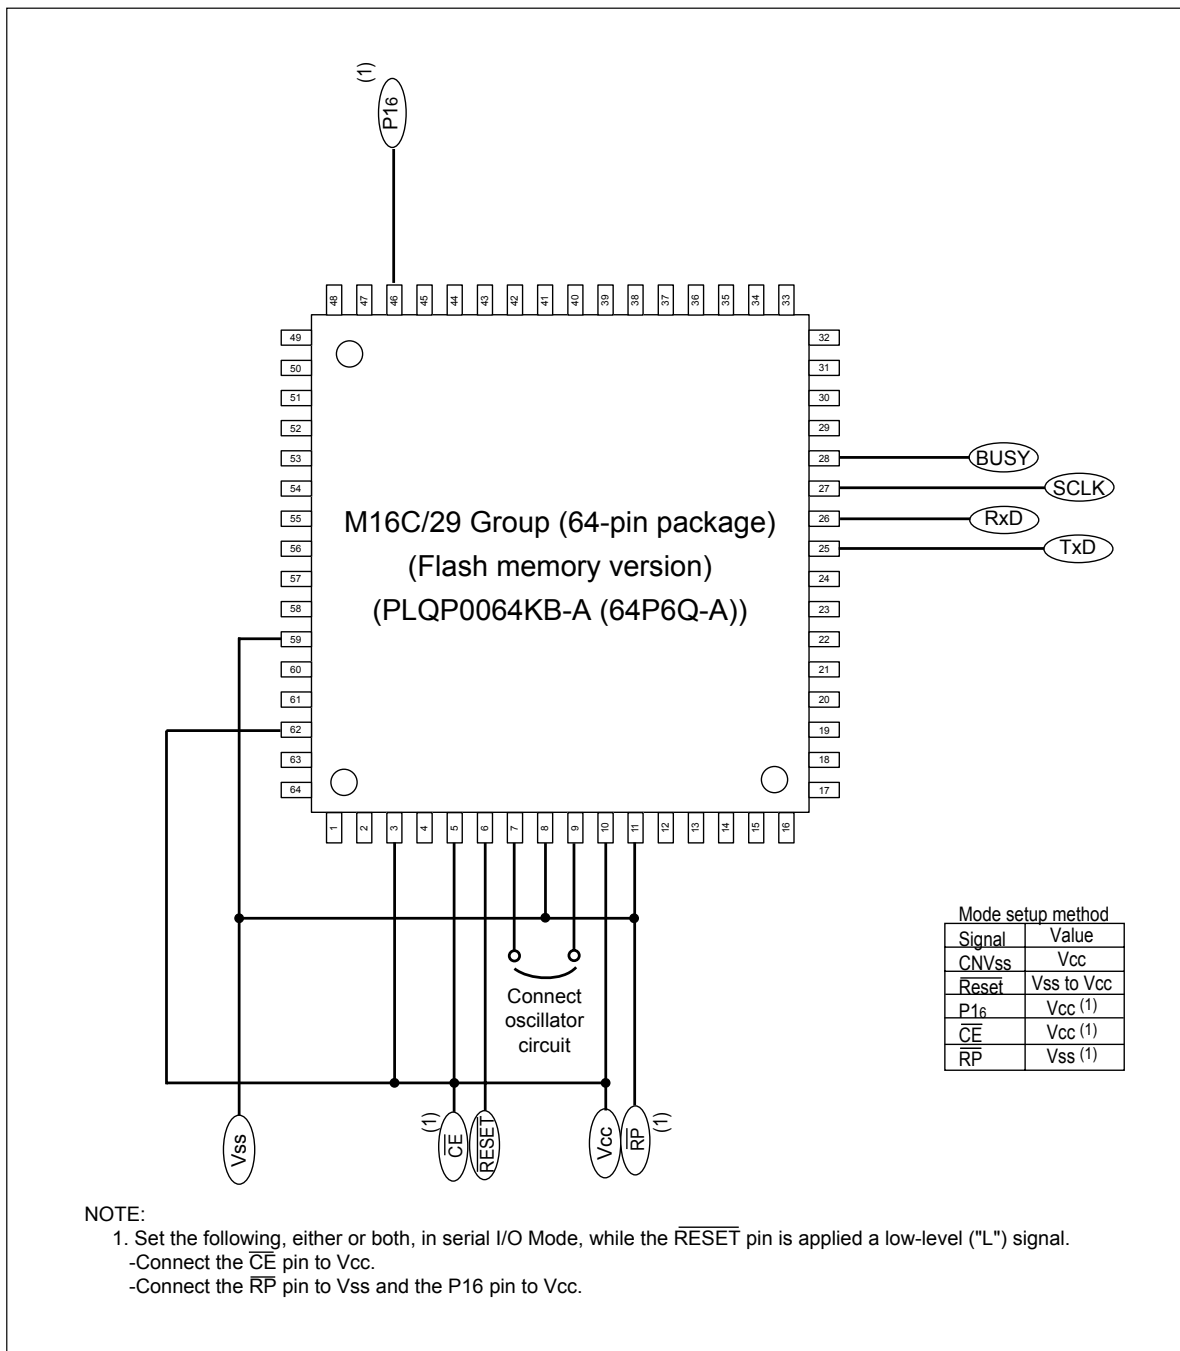 (1)
P16
48 47 46 45 44 43 42 41 40 39 38 37 36 35 34 33
49
50
51
52
53
54
55
56
57
58
59
60
61
62
63
64
32
31
30
29
28
27
26
25
24
23
22
21
20
19
18
17
BUSY
SCLK
RxD
TxD
M16C/29 Group (64-pin package)
(Flash memory version)
(PLQP0064KB-A (64P6Q-A))
1 2 3 4 5 6 7 8 9 10 11 12 13 14 15 16
Connect
oscillator
circuit
Vss
(1)
CE
RESET
Vcc
RP
(1)
Mode setup method
Signal Value
CNVss Vcc
Reset Vss to Vcc
P16 Vcc (1)
CE Vcc (1)
RP Vss (1)
NOTE:
1. Set the following, either or both, in serial I/O Mode, while the RESET pin is applied a low-level ("L") signal.
-Connect the CE pin to Vcc.
-Connect the RP pin to Vss and the P16 pin to Vcc.